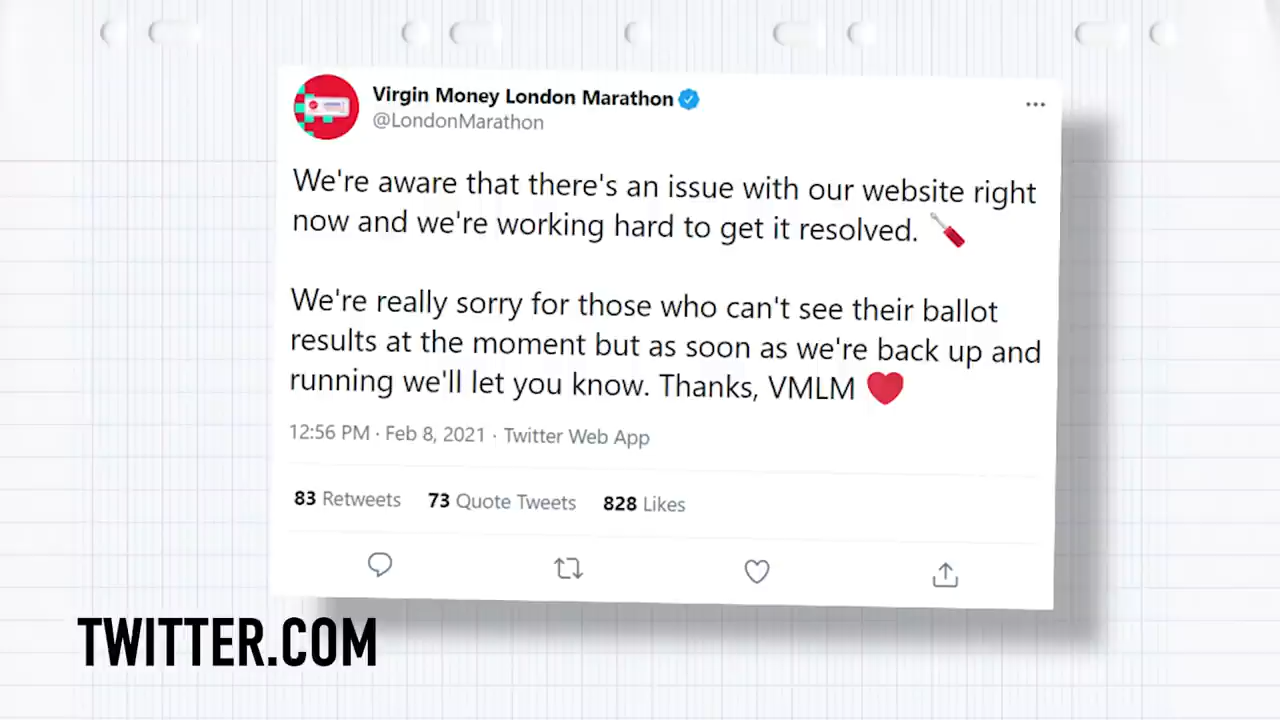 Virgin Money London Marathon
@LondonMarathon
We're aware that there's an issue with our website right
now and we're working hard to get it resolved. 🪛
We're really sorry for those who can't see their ballot
results at the moment but as soon as we're back up and
running we'll let you know. Thanks, VMLM ❤️
12:56 PM · Feb 8, 2021 · Twitter Web App
83 Retweets 73 Quote Tweets 828 Likes
TWITTER.COM